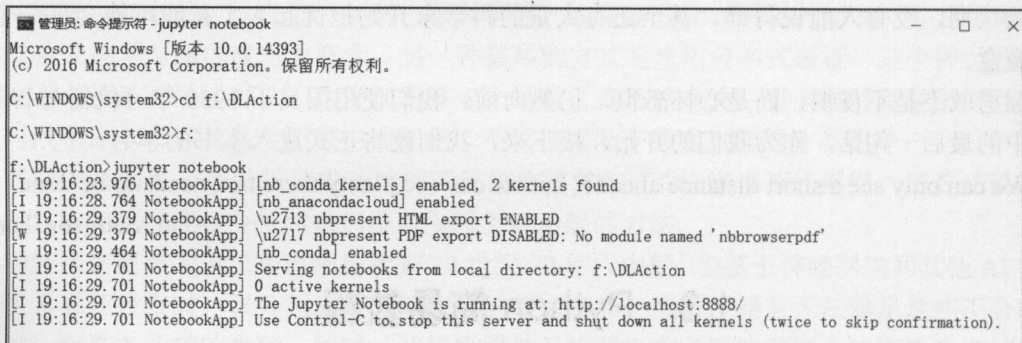 管理员: 命令提示符 - jupyter notebook
Microsoft Windows [版本 10.0.14393]
(c) 2016 Microsoft Corporation。保留所有权利。
C:\WINDOWS\system32>cd f:\DLAction
C:\WINDOWS\system32>f:
f:\DLAction>jupyter notebook
[I 19:16:23.976 NotebookApp] [nb_conda_kernels] enabled, 2 kernels found
[I 19:16:28.764 NotebookApp] [nb_anacondacloud] enabled
[I 19:16:29.379 NotebookApp] \u2713 nbpresent HTML export ENABLED
[W 19:16:29.379 NotebookApp] \u2717 nbpresent PDF export DISABLED: No module named 'nbbrowserpdf'
[I 19:16:29.464 NotebookApp] [nb_conda] enabled
[I 19:16:29.701 NotebookApp] Serving notebooks from local directory: f:\DLAction
[I 19:16:29.701 NotebookApp] 0 active kernels
[I 19:16:29.701 NotebookApp] The Jupyter Notebook is running at: http://localhost:8888/
[I 19:16:29.701 NotebookApp] Use Control-C to stop this server and shut down all kernels (twice to skip confirmation).